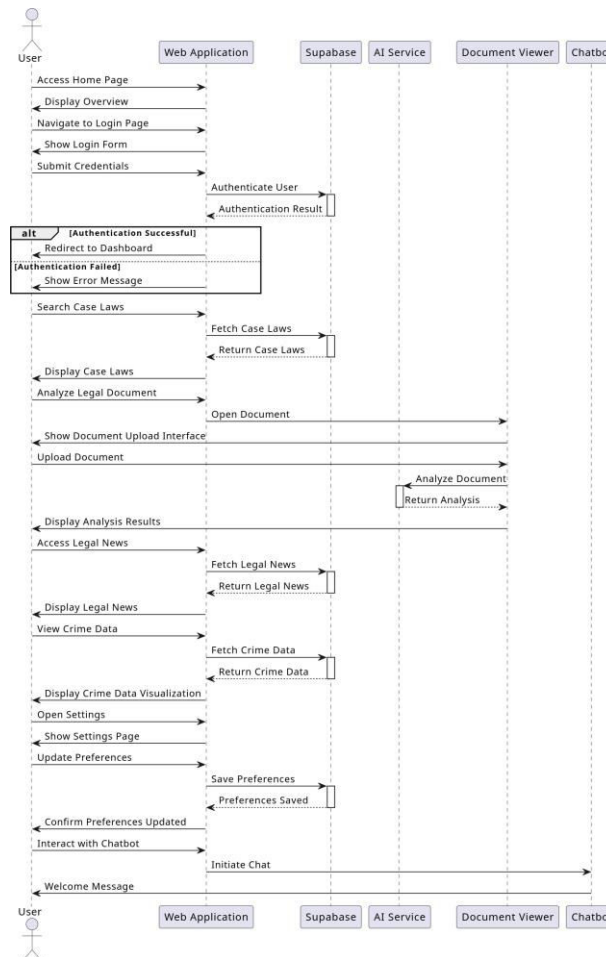 User
Web Application
Supabase
AI Service
Document Viewer
Chatbot
Access Home Page
Display Overview
Navigate to Login Page
Show Login Form
Submit Credentials
Authenticate User
Authentication Result
alt [Authentication Successful]
Redirect to Dashboard
[Authentication Failed]
Show Error Message
Search Case Laws
Fetch Case Laws
Return Case Laws
Display Case Laws
Analyze Legal Document
Open Document
Show Document Upload Interface
Upload Document
Analyze Document
Return Analysis
Display Analysis Results
Access Legal News
Fetch Legal News
Return Legal News
Display Legal News
View Crime Data
Fetch Crime Data
Return Crime Data
Display Crime Data Visualization
Open Settings
Show Settings Page
Update Preferences
Save Preferences
Preferences Saved
Confirm Preferences Updated
Interact with Chatbot
Initiate Chat
Welcome Message
User
Web Application
Supabase
AI Service
Document Viewer
Chatbot